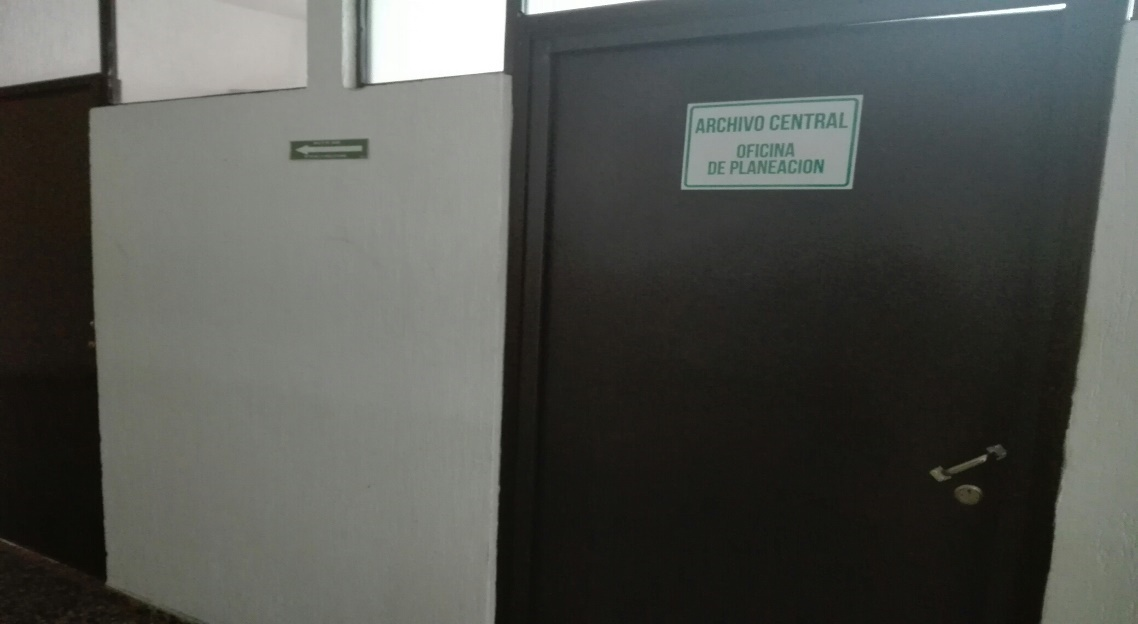 ARCHIVO CENTRAL
OFICINA
DE PLANEACION